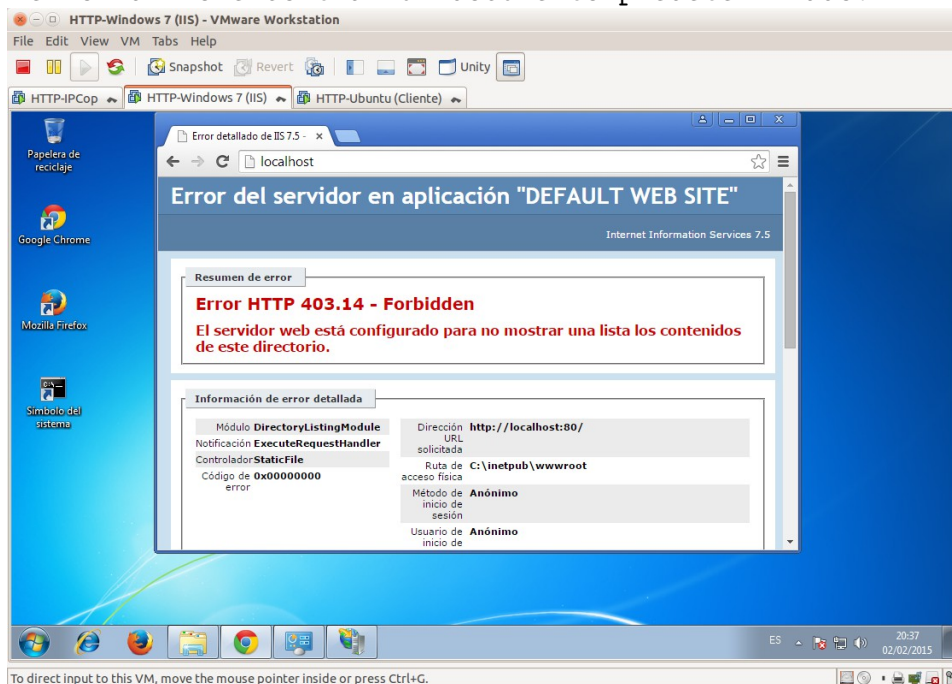 HTTP-Windows 7 (IIS) - VMware Workstation
File Edit View VM Tabs Help
Snapshot Revert Unity
HTTP-IPCop HTTP-Windows 7 (IIS) HTTP-Ubuntu (Cliente)
Papelera de
reciclaje
Google Chrome
Mozilla Firefox
Símbolo del
sistema
Error detallado de IIS 7.5 -
localhost
Error del servidor en aplicación "DEFAULT WEB SITE"
Internet Information Services 7.5
Resumen de error
Error HTTP 403.14 - Forbidden
El servidor web está configurado para no mostrar una lista los contenidos
de este directorio.
Información de error detallada
Módulo DirectoryListingModule
Notificación ExecuteRequestHandler
Controlador StaticFile
Código de 0x00000000
error
Dirección http://localhost:80/
URL
solicitada
Ruta de C:\inetpub\wwwroot
acceso física
Método de Anónimo
inicio de
sesión
Usuario de Anónimo
inicio de
ES 20:37
02/02/2015
To direct input to this VM, move the mouse pointer inside or press Ctrl+G.